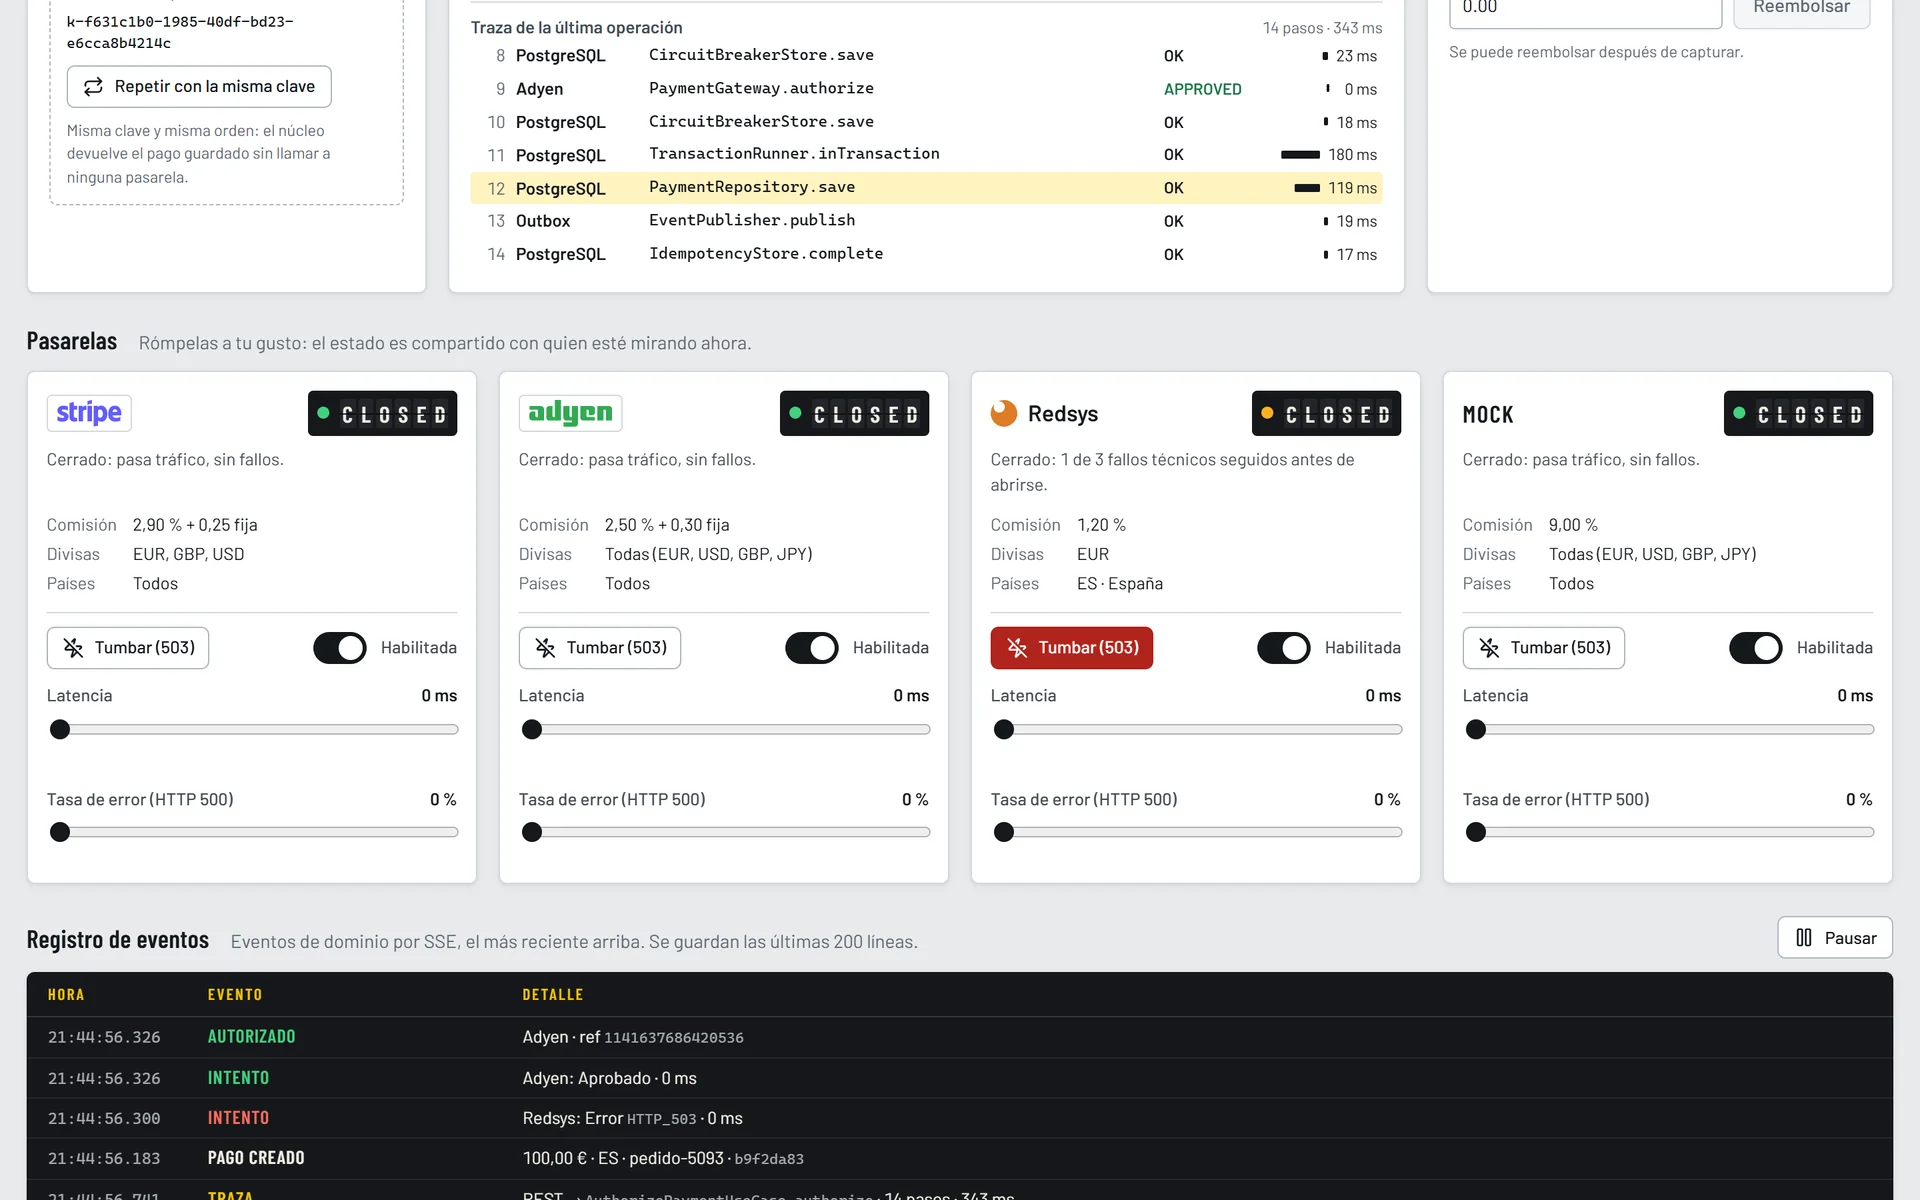 k-f631c1b0-1985-40df-bd23-
e6cca8b4214c
Repetir con la misma clave
Misma clave y misma orden: el núcleo
devuelve el pago guardado sin llamar a
ninguna pasarela.
Traza de la última operación 14 pasos · 343 ms
8 PostgreSQL CircuitBreakerStore.save OK 23 ms
9 Adyen PaymentGateway.authorize APPROVED 0 ms
10 PostgreSQL CircuitBreakerStore.save OK 18 ms
11 PostgreSQL TransactionRunner.inTransaction OK 180 ms
12 PostgreSQL PaymentRepository.save OK 119 ms
13 Outbox EventPublisher.publish OK 19 ms
14 PostgreSQL IdempotencyStore.complete OK 17 ms
0.00 Reembolsar
Se puede reembolsar después de capturar.
Pasarelas Rómpelas a tu gusto: el estado es compartido con quien esté mirando ahora.
stripe CLOSED
Cerrado: pasa tráfico, sin fallos.
Comisión 2,90 % + 0,25 fija
Divisas EUR, GBP, USD
Países Todos
Tumbar (503) Habilitada
Latencia 0 ms
Tasa de error (HTTP 500) 0 %
adyen CLOSED
Cerrado: pasa tráfico, sin fallos.
Comisión 2,50 % + 0,30 fija
Divisas Todas (EUR, USD, GBP, JPY)
Países Todos
Tumbar (503) Habilitada
Latencia 0 ms
Tasa de error (HTTP 500) 0 %
Redsys CLOSED
Cerrado: 1 de 3 fallos técnicos seguidos antes de
abrirse.
Comisión 1,20 %
Divisas EUR
Países ES · España
Tumbar (503) Habilitada
Latencia 0 ms
Tasa de error (HTTP 500) 0 %
MOCK CLOSED
Cerrado: pasa tráfico, sin fallos.
Comisión 9,00 %
Divisas Todas (EUR, USD, GBP, JPY)
Países Todos
Tumbar (503) Habilitada
Latencia 0 ms
Tasa de error (HTTP 500) 0 %
Registro de eventos Eventos de dominio por SSE, el más reciente arriba. Se guardan las últimas 200 líneas. Pausar
HORA EVENTO DETALLE
21:44:56.326 AUTORIZADO Adyen · ref 1141637686420536
21:44:56.326 INTENTO Adyen: Aprobado · 0 ms
21:44:56.300 INTENTO Redsys: Error HTTP_503 · 0 ms
21:44:56.183 PAGO CREADO 100,00 € · ES · pedido-5093 · b9f2da83
21:44:56.741 TRAZA REST → AuthorizePaymentUseCase.authorize · 14 pasos · 343 ms